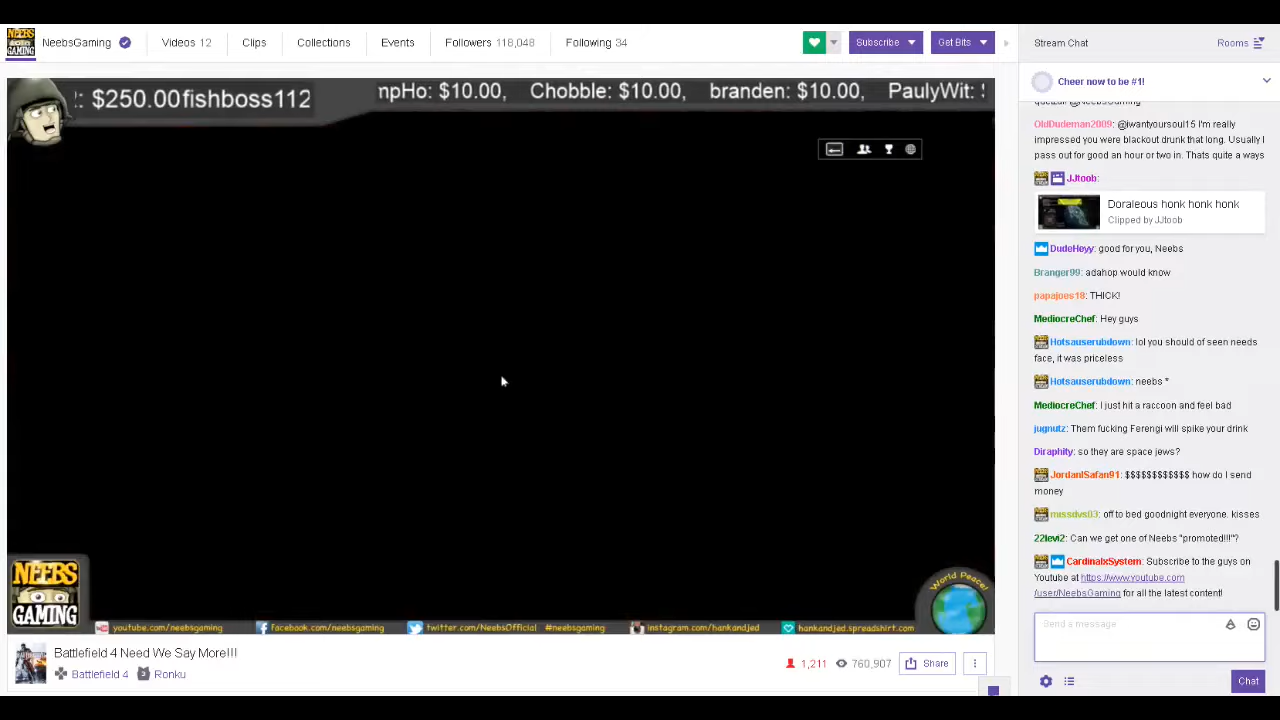 NeebsGaming
Videos 12
Clips
Collections
Events
Followers 118,048
Following 34
Subscribe
Get Bits
Stream Chat
Rooms
: $250.00fishboss112
npHo: $10.00, Chobble: $10.00, branden: $10.00, PaulyWit:
NEEBS
GAMING
World Peace!
youtube.com/neebsgaming
facebook.com/neebsgaming
twitter.com/NeebsOfficial #neebsgaming
instagram.com/hankandjed
hankandjed.spreadshirt.com
Battlefield 4 Need We Say More!!!
Battlefield 4
Ronku
1,211
760,907
Share
Cheer now to be #1!
OldDudeman2009: @iwantyoursoul15 I'm really
impressed you were blackout drunk that long. Usually I
pass out for good an hour or two in. Thats quite a ways
JJtoob:
Doraleous honk honk honk
Clipped by JJtoob
DudeHeyy: good for you, Neebs
Branger99: adahop would know
papajoes18: THICK!
MediocreChef: Hey guys
Hotsauserubdown: lol you should of seen needs
face, it was priceless
Hotsauserubdown: neebs *
MediocreChef: I just hit a raccoon and feel bad
jugnutz: Them fucking Ferengi will spike your drink
Diraphity: so they are space jews?
JordanISafan91: $$$$$$$$$$$$ how do I send
money
missdvs83: off to bed goodnight everyone. kisses
22levi2: Can we get one of Neebs "promoted!!!"?
CardinalxSystem: Subscribe to the guys on
Youtube at https://www.youtube.com
/user/NeebsGaming for all the latest content!
Send a message
Chat